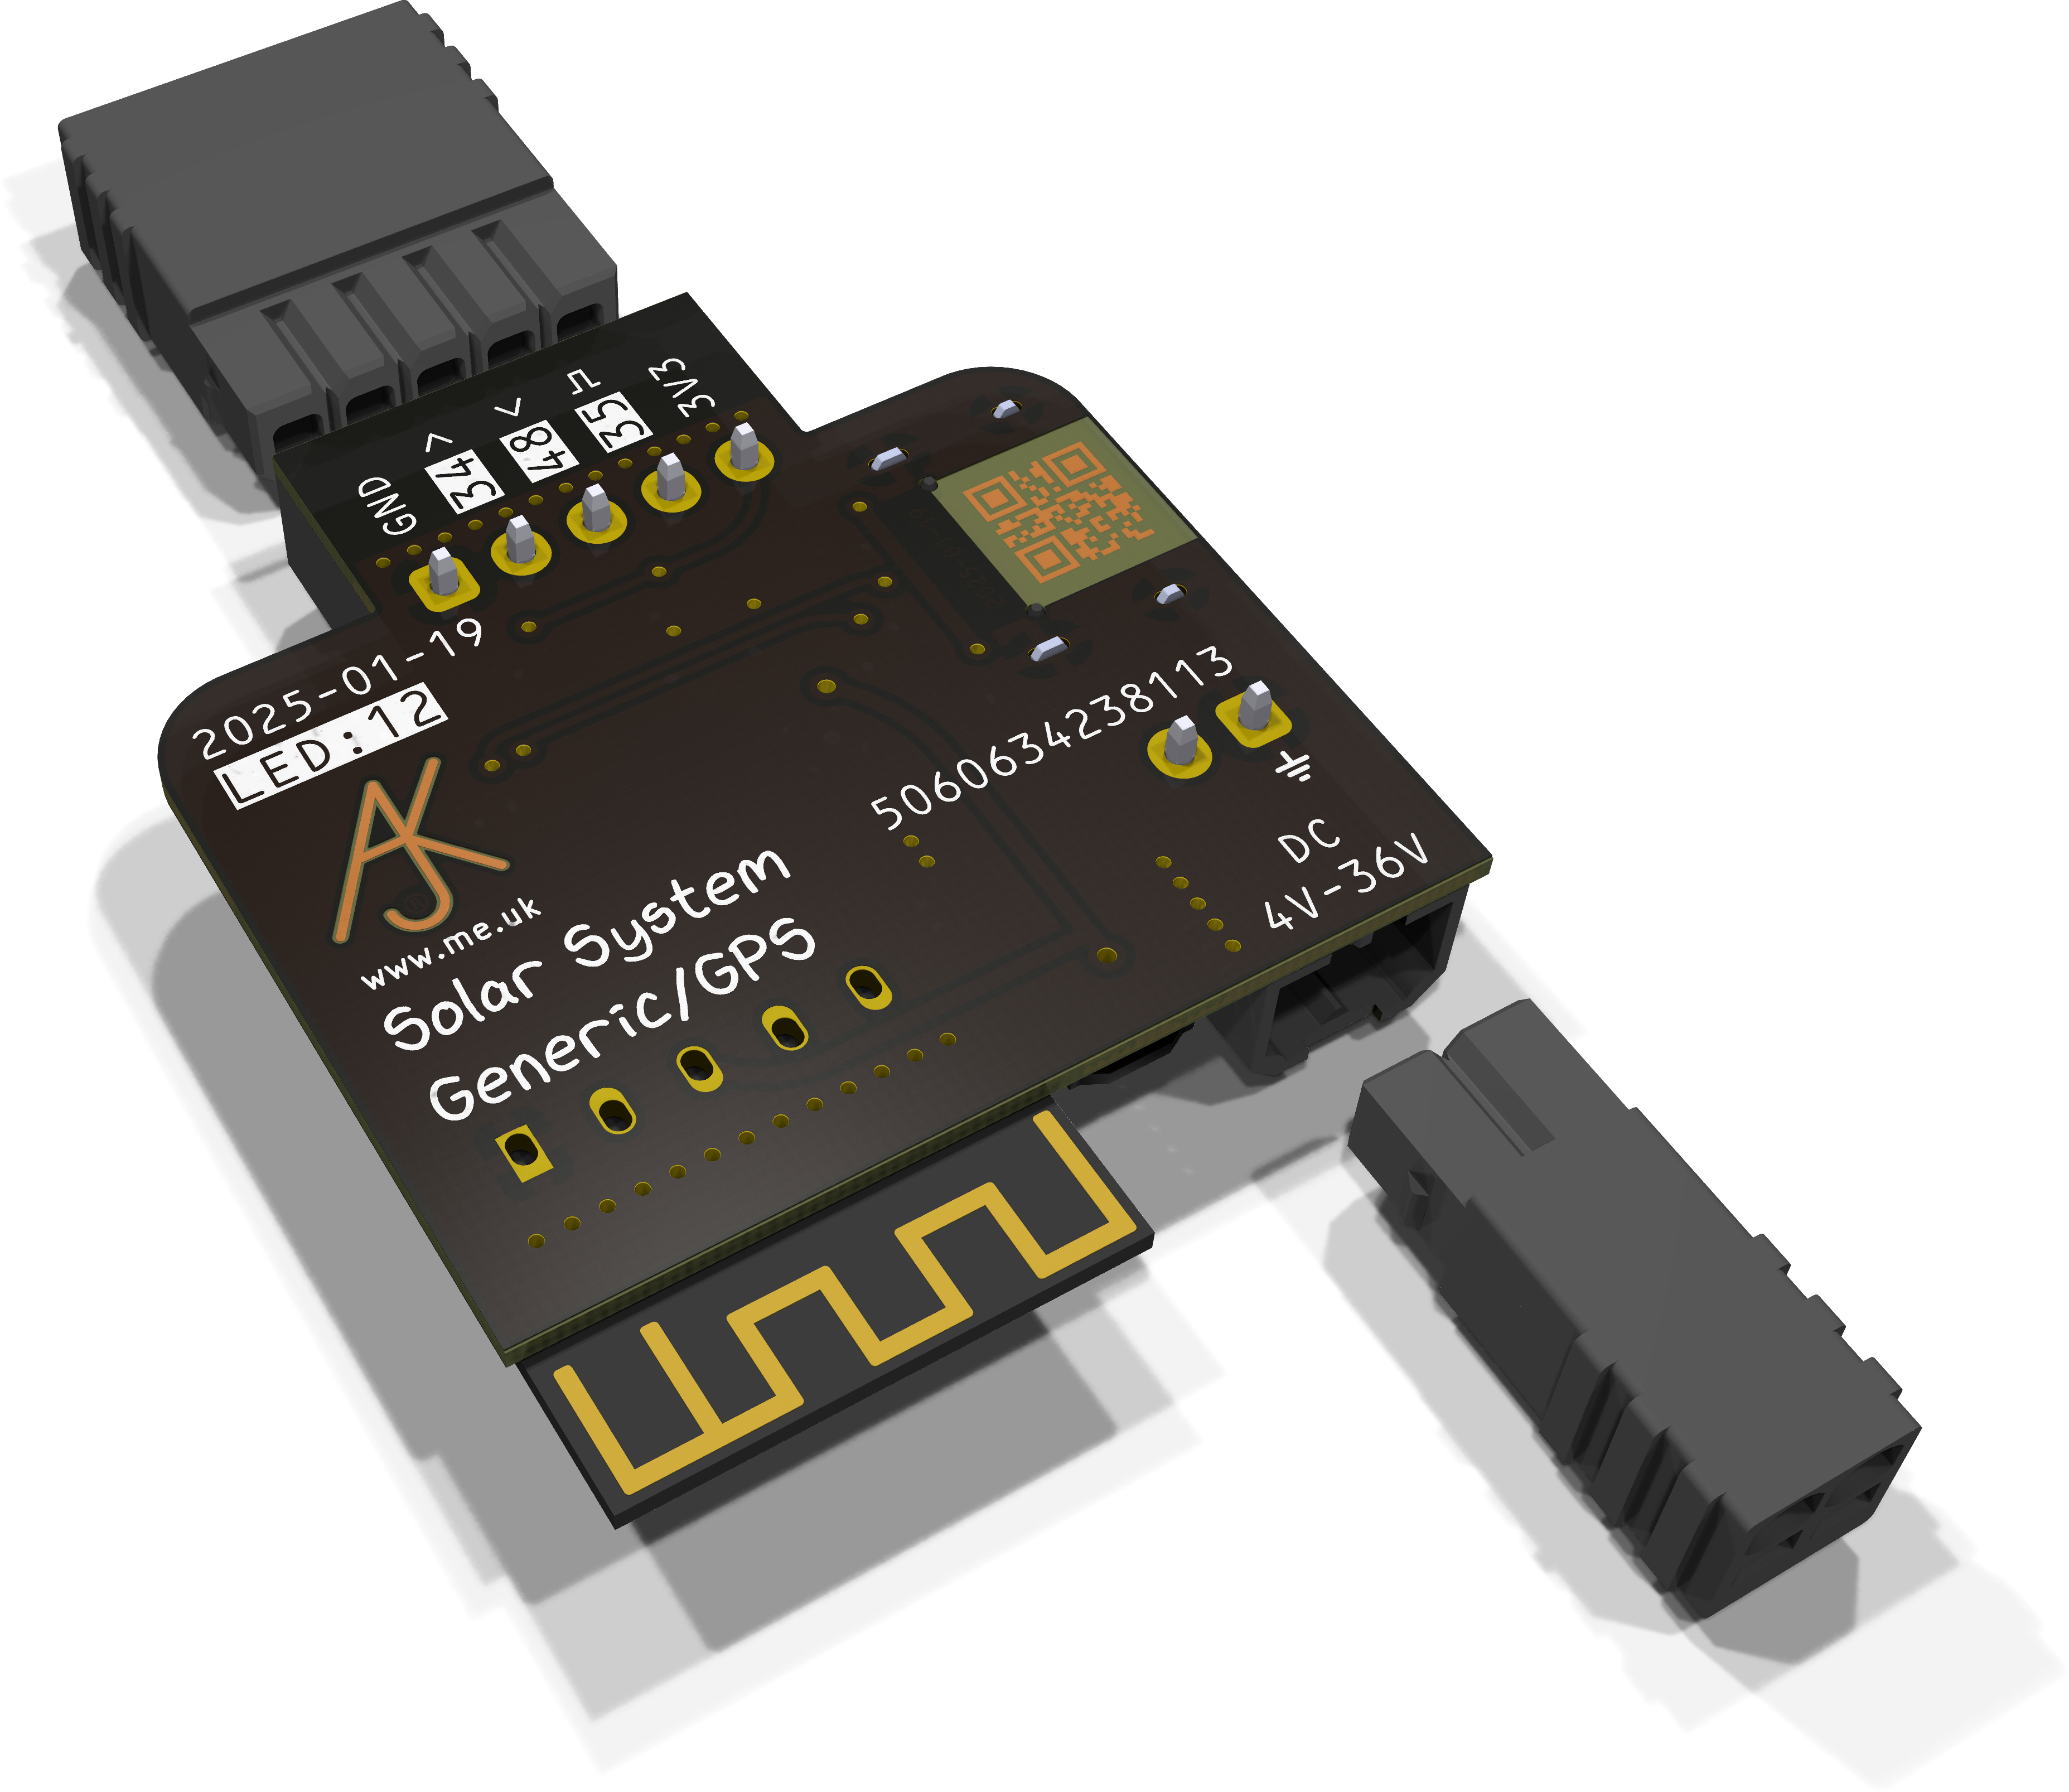 GND
34
48
35
3V3
2025-01-19
LED:12
AJK
www.me.uk
Solar System
Generic/GPS
5060634238113
DC
4V-36V